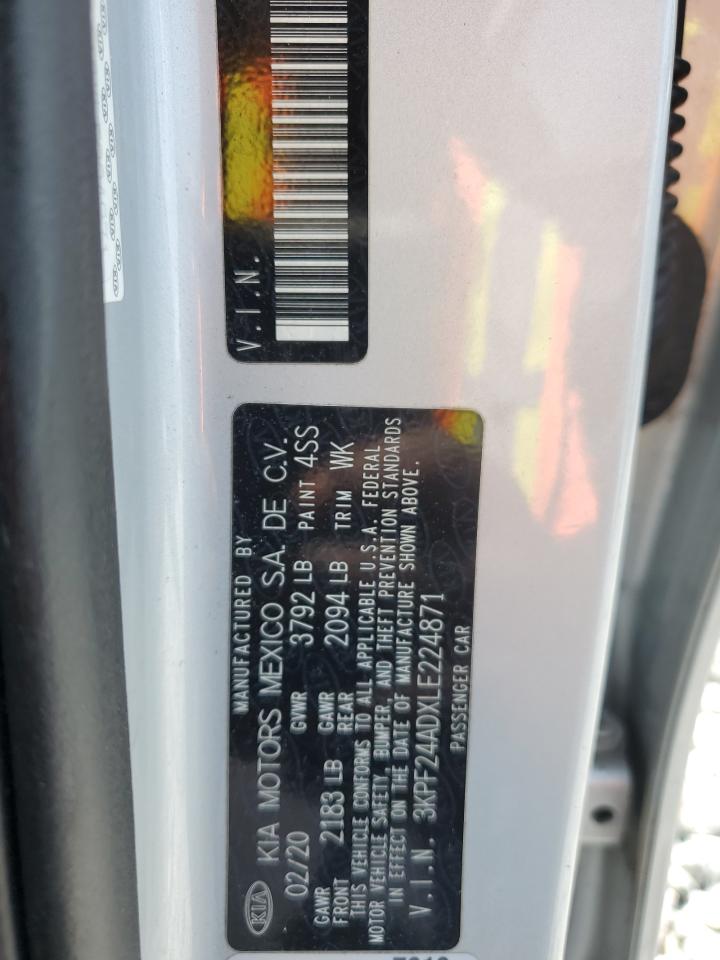 V.I.N.
MANUFACTURED BY
KIA KIA MOTORS MEXICO S.A. DE C.V.
02/20 GVWR 3792 LB PAINT 4SS
GAWR FRONT 2183 LB GAWR REAR 2094 LB TRIM WK
THIS VEHICLE CONFORMS TO ALL APPLICABLE U.S.A. FEDERAL
MOTOR VEHICLE SAFETY, BUMPER, AND THEFT PREVENTION STANDARDS
IN EFFECT ON THE DATE OF MANUFACTURE SHOWN ABOVE.
V.I.N. 3KPF24ADXLE224871
PASSENGER CAR